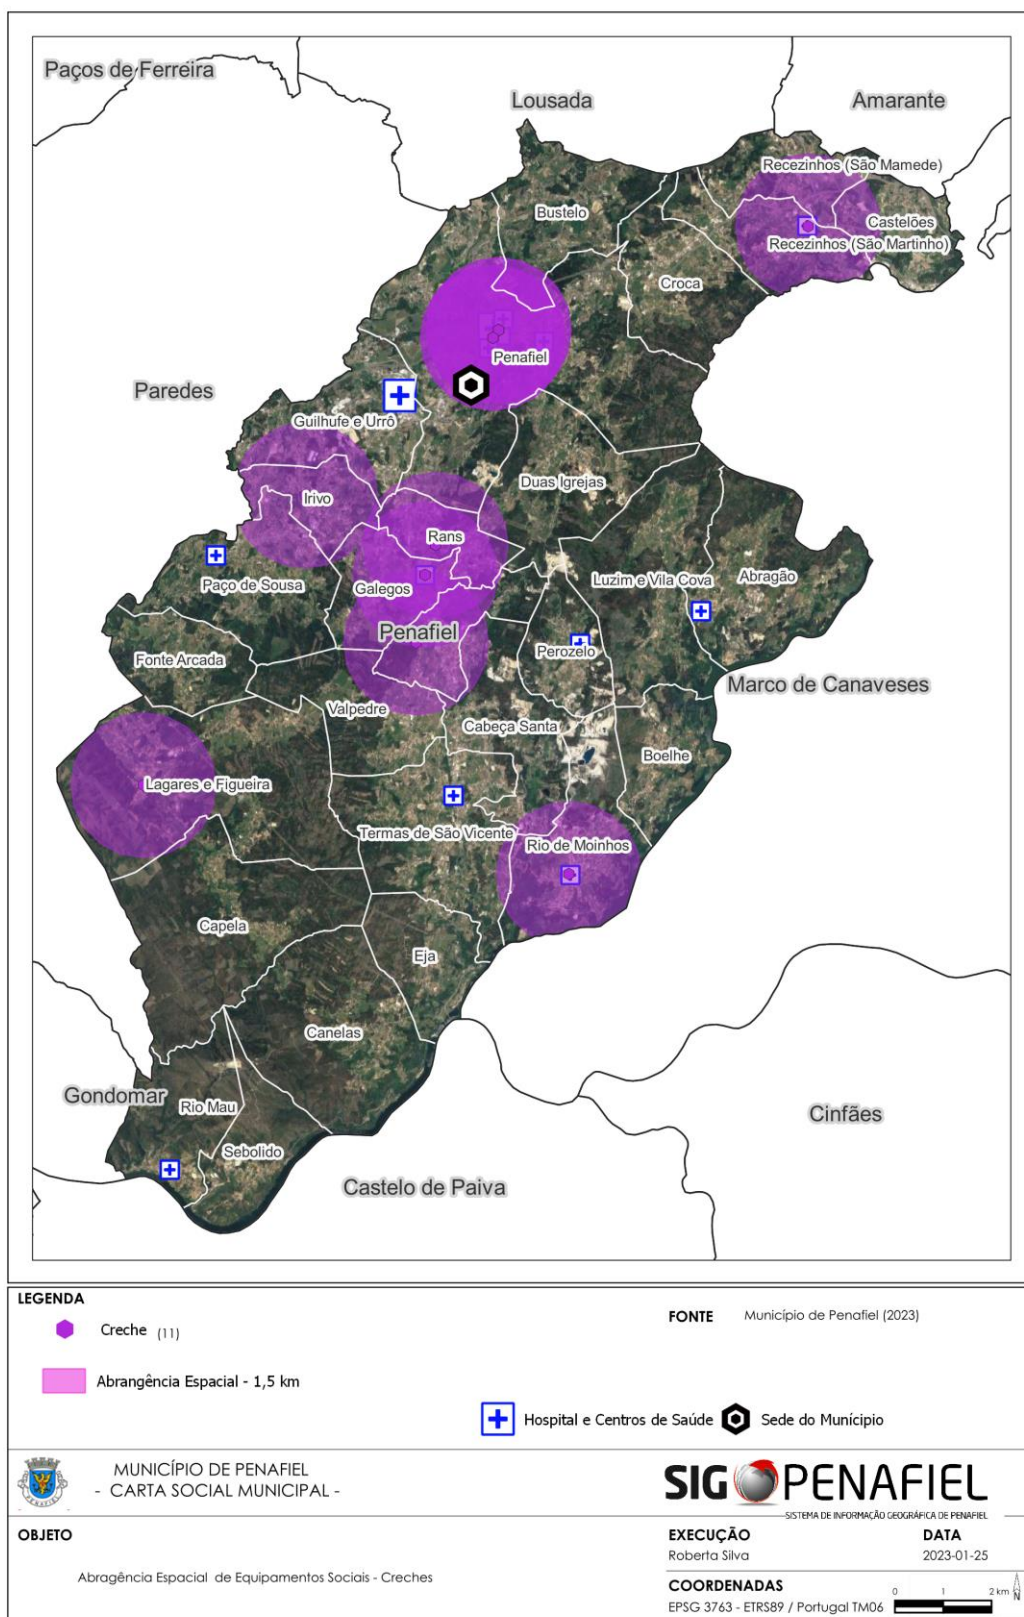 Paços de Ferreira
Lousada
Amarante
Recezinhos (São Mamede)
Bustelo
Castelões
Recezinhos (São Martinho)
Croca
Penafiel
Paredes
Guilhufe e Urrô
Duas Igrejas
Irivo
Rans
Paço de Sousa
Galegos
Luzim e Vila Cova
Abragão
Penafiel
Perozelo
Fonte Arcada
Marco de Canaveses
Valpedre
Cabeça Santa
Boelhe
Lagares e Figueira
Termas de São Vicente
Rio de Moinhos
Capela
Eja
Canelas
Gondomar
Rio Mau
Cinfães
Sebolido
Castelo de Paiva
LEGENDA
Creche (11)
FONTE Município de Penafiel (2023)
Abrangência Espacial - 1,5 km
Hospital e Centros de Saúde
Sede do Munícipio
MUNICÍPIO DE PENAFIEL
- CARTA SOCIAL MUNICIPAL -
SIG PENAFIEL
SISTEMA DE INFORMAÇÃO GEOGRÁFICA DE PENAFIEL
OBJETO
Abragência Espacial de Equipamentos Sociais - Creches
EXECUÇÃO
Roberta Silva
DATA
2023-01-25
COORDENADAS
EPSG 3763 - ETRS89 / Portugal TM06
0 1 2 km
N